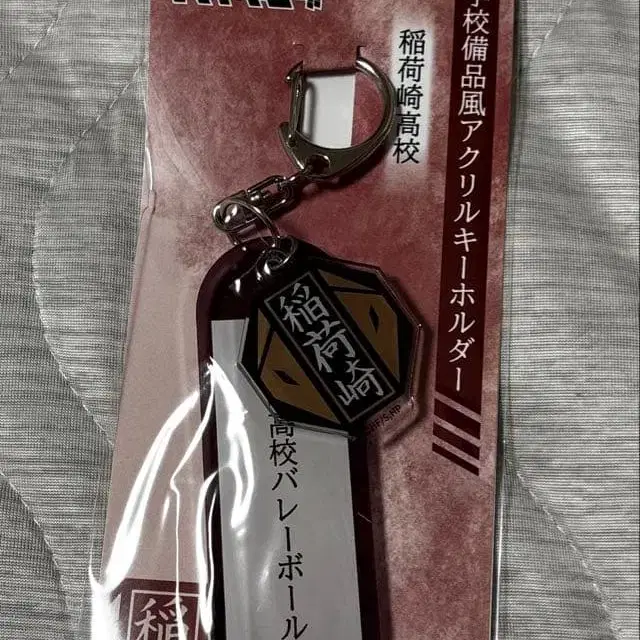 校備品風アクリルキーホルダー
稲荷崎高校
稲荷崎
高校バレーボール
稲